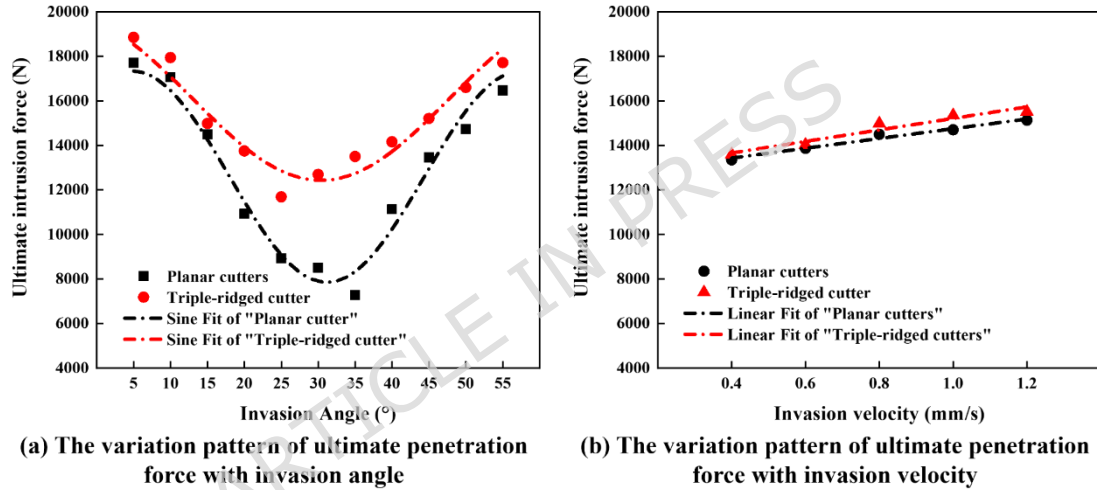 20000
18000
16000
14000
12000
10000
8000
6000
4000
Ultimate intrusion force (N)
Planar cutters
Triple-ridged cutter
Sine Fit of "Planar cutter"
Sine Fit of "Triple-ridged cutter"
5 10 15 20 25 30 35 40 45 50 55
Invasion Angle (°)
(a) The variation pattern of ultimate penetration
force with invasion angle
20000
18000
16000
14000
12000
10000
8000
6000
4000
Ultimate intrusion force (N)
Planar cutters
Triple-ridged cutter
Linear Fit of "Planar cutters"
Linear Fit of "Triple-ridged cutters"
0.4 0.6 0.8 1.0 1.2
Invasion velocity (mm/s)
(b) The variation pattern of ultimate penetration
force with invasion velocity
ARTICLE IN PRESS